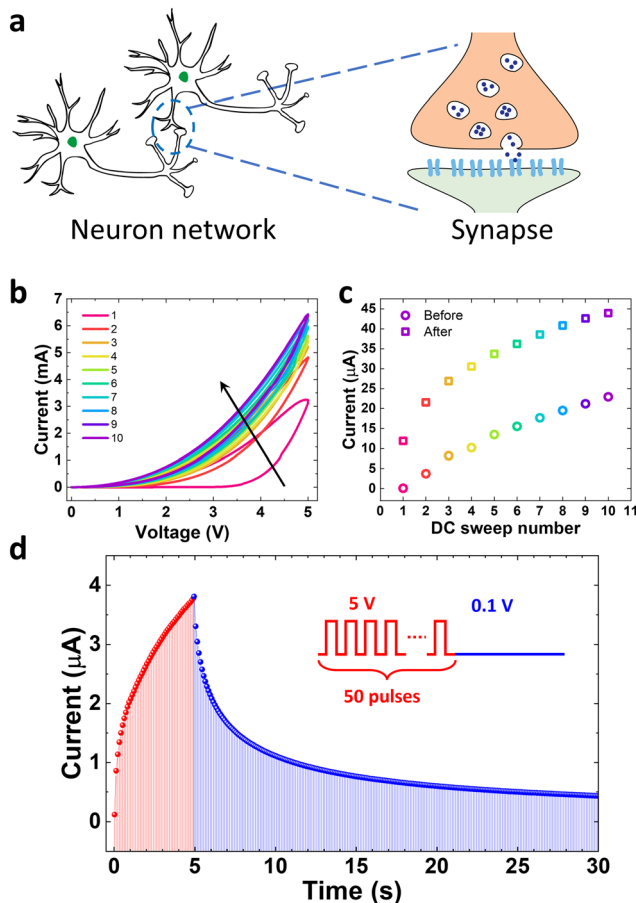 a
Neuron network
Synapse
b
7
6
5
4
3
2
1
0
Current (mA)
1
2
3
4
5
6
7
8
9
10
0 1 2 3 4 5
Voltage (V)
c
45
40
35
30
25
20
15
10
5
0
Current (μA)
Before
After
0 1 2 3 4 5 6 7 8 9 10 11
DC sweep number
d
4
3
2
1
0
Current (μA)
5 V
0.1 V
50 pulses
0 5 10 15 20 25 30
Time (s)